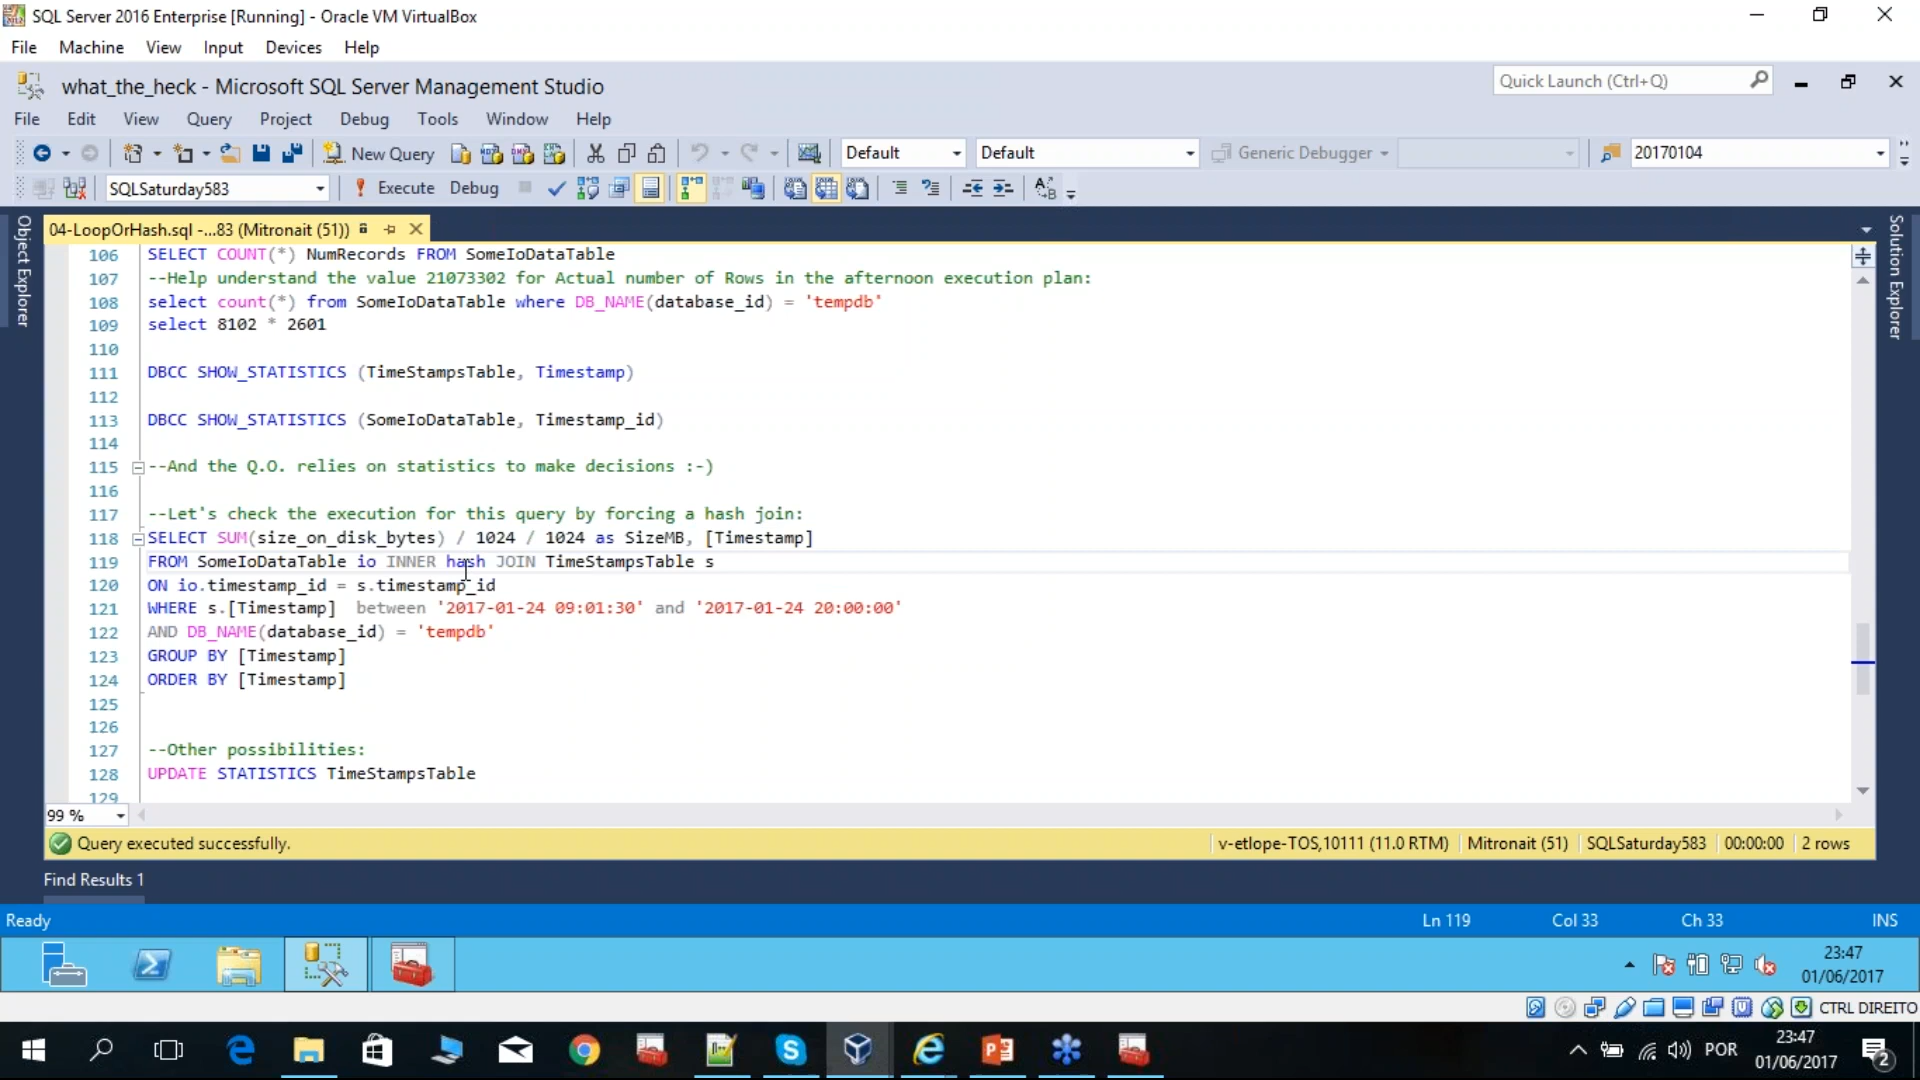 SQL Server 2016 Enterprise [Running] - Oracle VM VirtualBox
File Machine View Input Devices Help
what_the_heck - Microsoft SQL Server Management Studio
Quick Launch (Ctrl+Q)
File Edit View Query Project Debug Tools Window Help
New Query Default Default Generic Debugger 20170104
SQLSaturday583 Execute Debug
Object Explorer
Solution Explorer
04-LoopOrHash.sql -...83 (Mitronait (51))
106 SELECT COUNT(*) NumRecords FROM SomeIoDataTable
107 --Help understand the value 21073302 for Actual number of Rows in the afternoon execution plan:
108 select count(*) from SomeIoDataTable where DB_NAME(database_id) = 'tempdb'
109 select 8102 * 2601
110
111 DBCC SHOW_STATISTICS (TimeStampsTable, Timestamp)
112
113 DBCC SHOW_STATISTICS (SomeIoDataTable, Timestamp_id)
114
115 --And the Q.O. relies on statistics to make decisions :-)
116
117 --Let's check the execution for this query by forcing a hash join:
118 SELECT SUM(size_on_disk_bytes) / 1024 / 1024 as SizeMB, [Timestamp]
119 FROM SomeIoDataTable io INNER hash JOIN TimeStampsTable s
120 ON io.timestamp_id = s.timestamp_id
121 WHERE s.[Timestamp]  between '2017-01-24 09:01:30' and '2017-01-24 20:00:00'
122 AND DB_NAME(database_id) = 'tempdb'
123 GROUP BY [Timestamp]
124 ORDER BY [Timestamp]
125
126
127 --Other possibilities:
128 UPDATE STATISTICS TimeStampsTable
129
99 %
Query executed successfully. v-etlope-TOS,10111 (11.0 RTM) Mitronait (51) SQLSaturday583 00:00:00 2 rows
Find Results 1
Ready Ln 119 Col 33 Ch 33 INS
23:47
01/06/2017
CTRL DIREITO
POR
23:47
01/06/2017
2